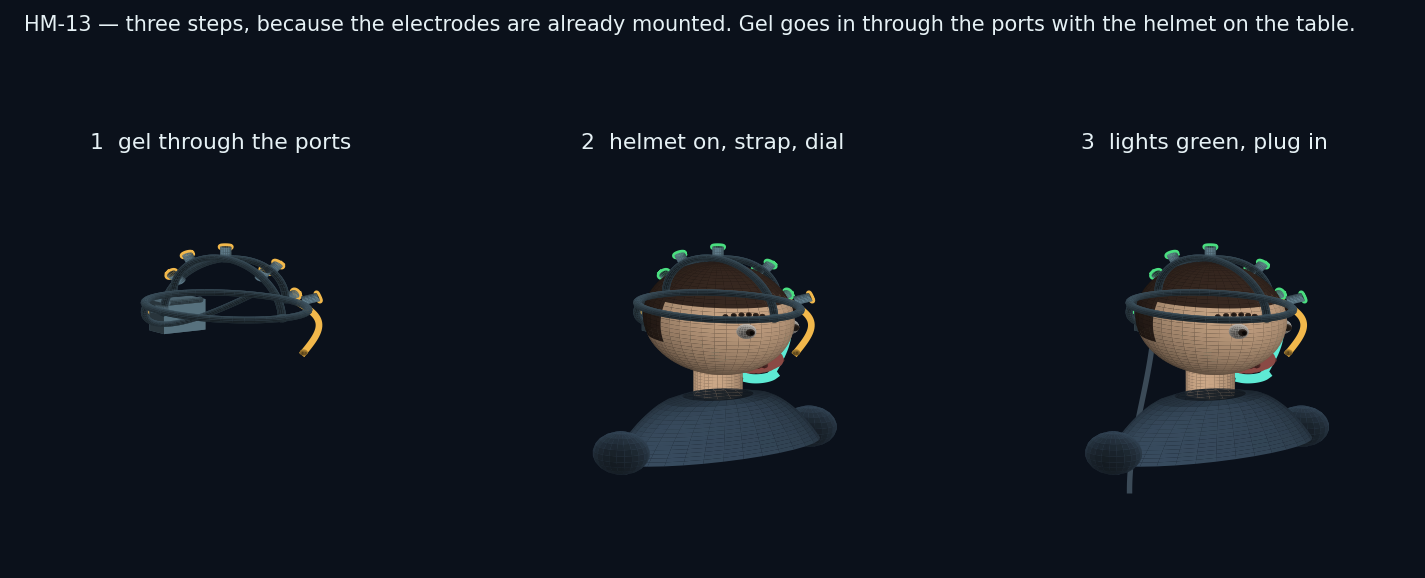 HM-13 — three steps, because the electrodes are already mounted. Gel goes in through the ports with the helmet on the table.
1 gel through the ports
2 helmet on, strap, dial
3 lights green, plug in